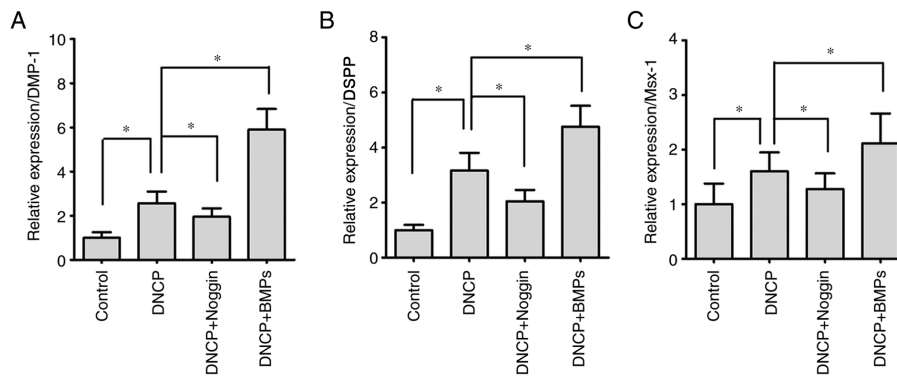 A
Relative expression/DMP-1
10
8
6
4
2
0
*
*
*
Control
DNCP
DNCP+Noggin
DNCP+BMPs
B
Relative expression/DSPP
8
6
4
2
0
*
*
*
Control
DNCP
DNCP+Noggin
DNCP+BMPs
C
Relative expression/Msx-1
4
3
2
1
0
*
*
*
Control
DNCP
DNCP+Noggin
DNCP+BMPs